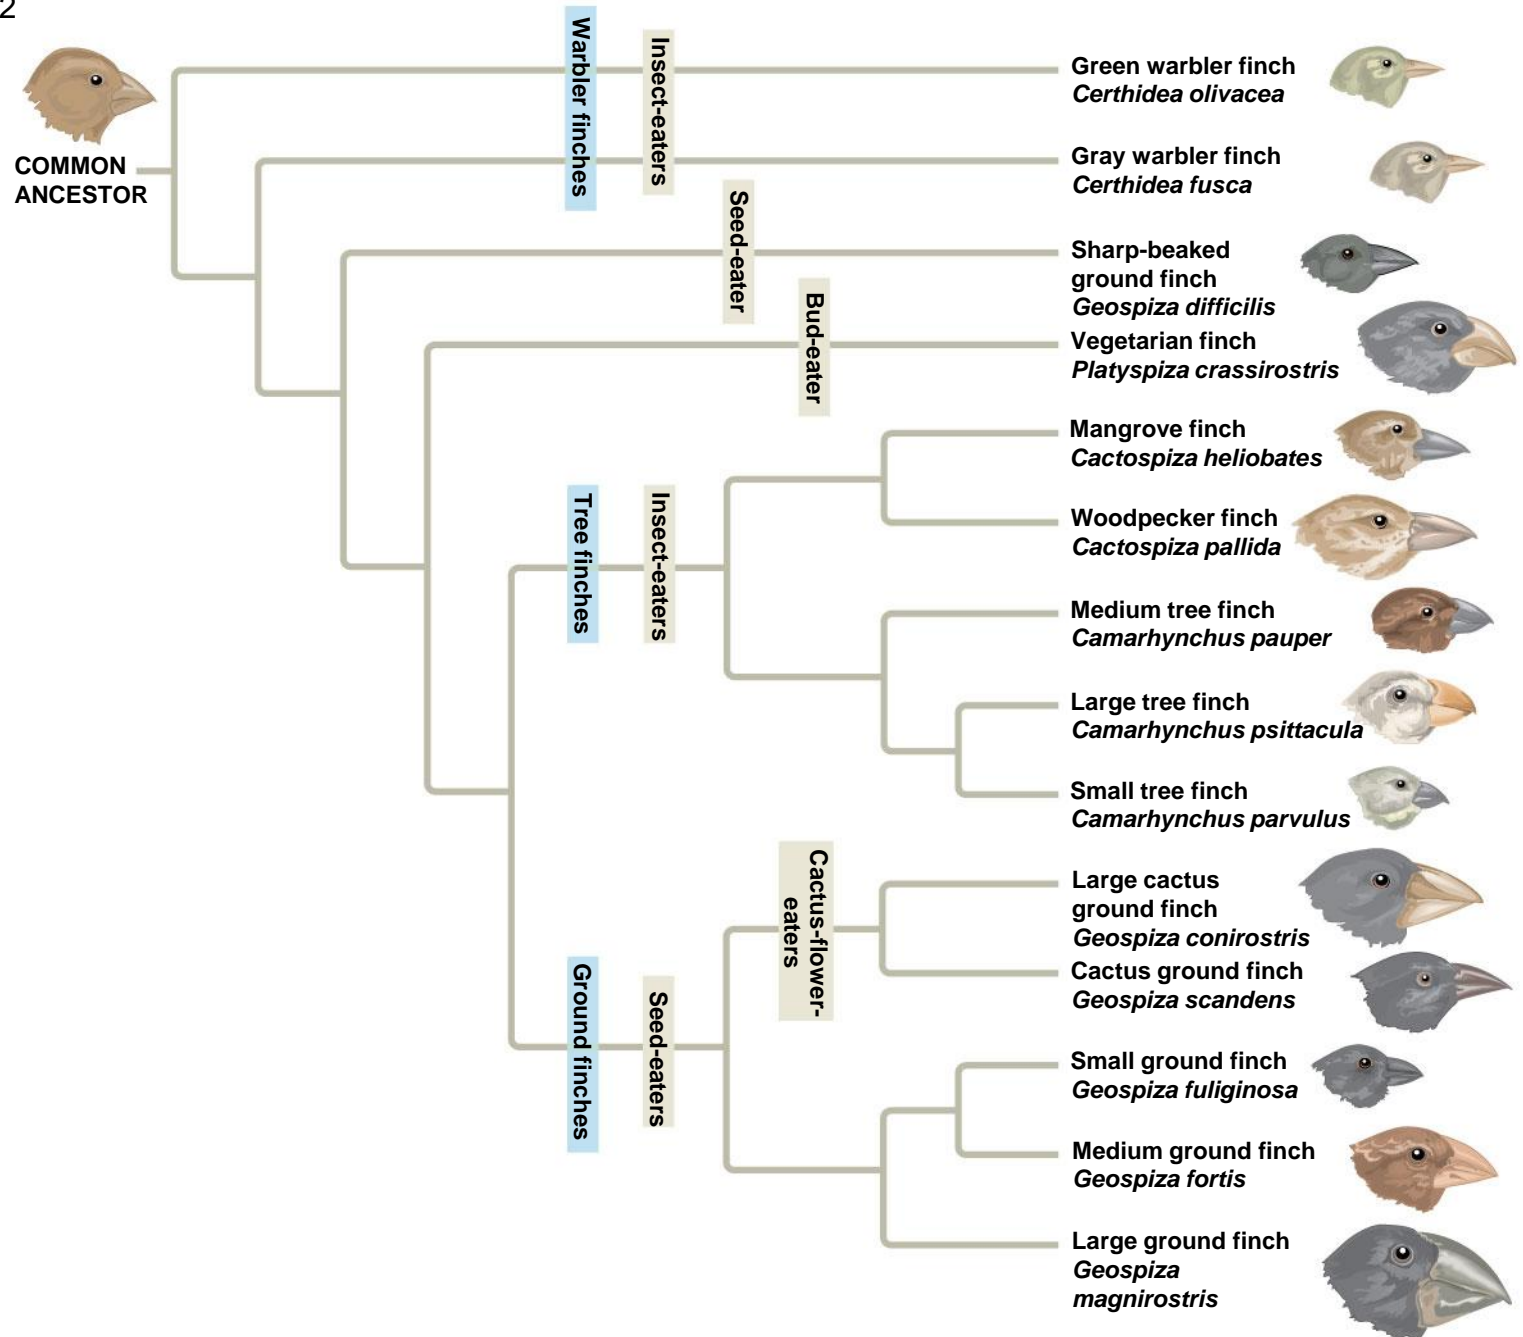 2
COMMON
ANCESTOR
Warbler finches
Insect-eaters
Green warbler finch
Certhidea olivacea
Gray warbler finch
Certhidea fusca
Seed-eater
Sharp-beaked
ground finch
Geospiza difficilis
Bud-eater
Vegetarian finch
Platyspiza crassirostris
Tree finches
Insect-eaters
Mangrove finch
Cactospiza heliobates
Woodpecker finch
Cactospiza pallida
Medium tree finch
Camarhynchus pauper
Large tree finch
Camarhynchus psittacula
Small tree finch
Camarhynchus parvulus
Ground finches
Seed-eaters
Cactus-flower-
eaters
Large cactus
ground finch
Geospiza conirostris
Cactus ground finch
Geospiza scandens
Small ground finch
Geospiza fuliginosa
Medium ground finch
Geospiza fortis
Large ground finch
Geospiza
magnirostris